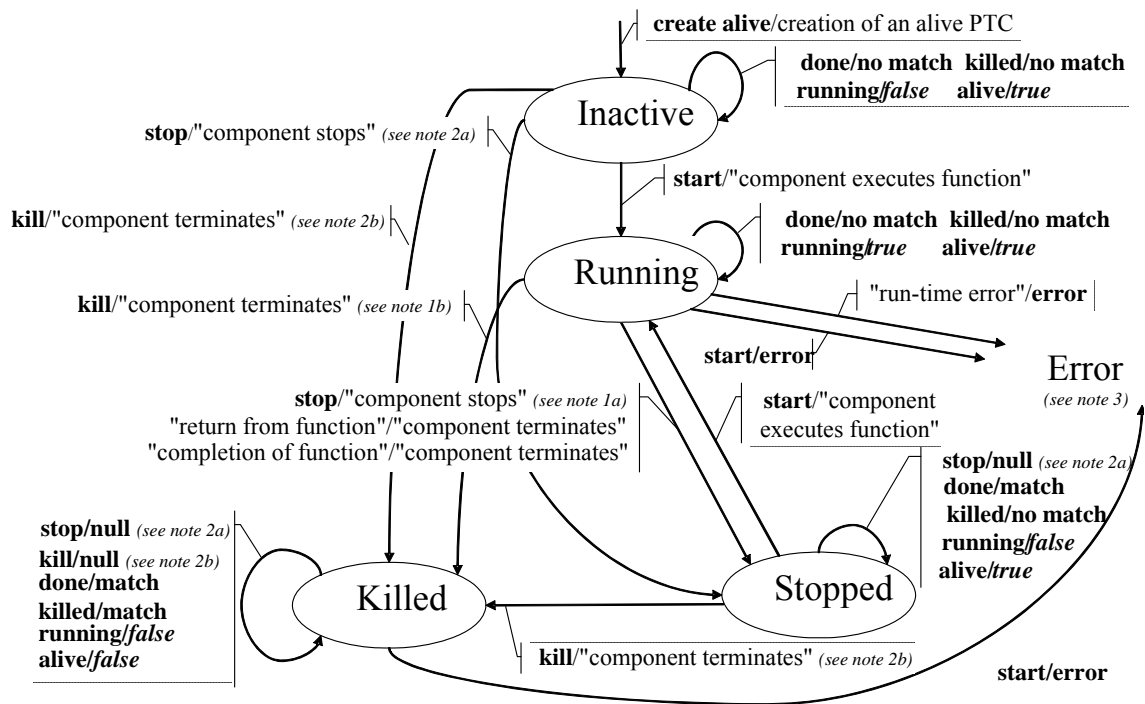 create alive/creation of an alive PTC
done/no match killed/no match
running/false alive/true
Inactive
stop/"component stops" (see note 2a)
start/"component executes function"
kill/"component terminates" (see note 2b)
done/no match killed/no match
running/true alive/true
Running
kill/"component terminates" (see note 1b)
"run-time error"/error
start/error
Error
(see note 3)
stop/"component stops" (see note 1a)
"return from function"/"component terminates"
"completion of function"/"component terminates"
start/"component
executes function"
stop/null (see note 2a)
done/match
killed/no match
running/false
alive/true
stop/null (see note 2a)
kill/null (see note 2b)
done/match
killed/match
running/false
alive/false
Killed
Stopped
kill/"component terminates" (see note 2b)
start/error